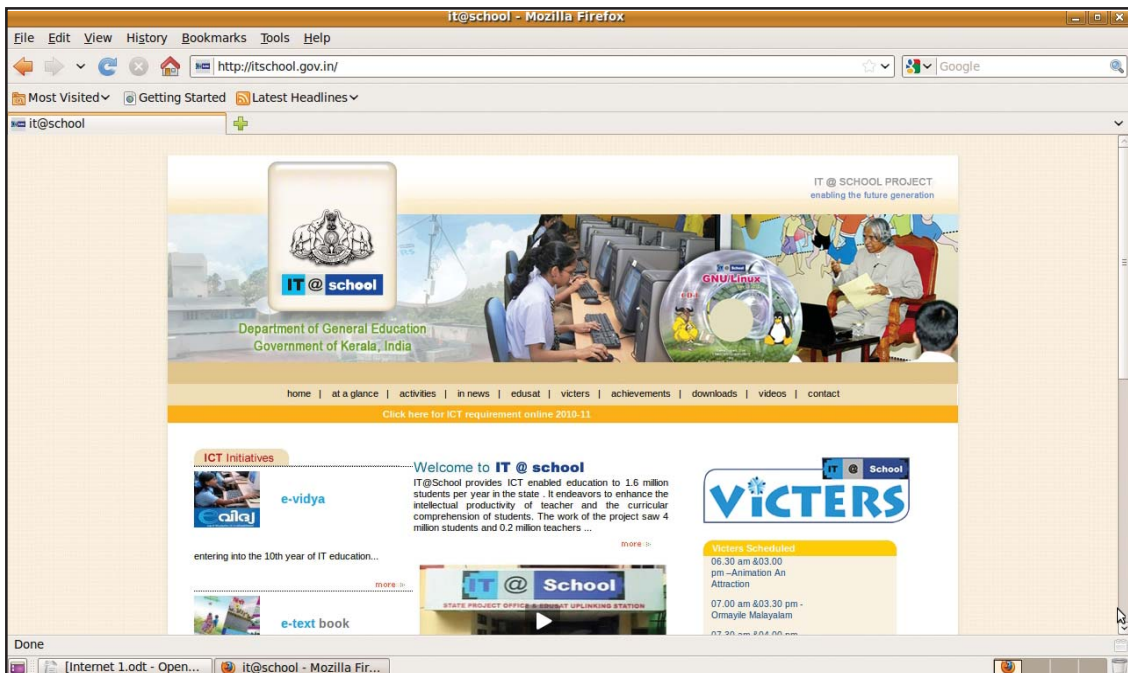 it@school - Mozilla Firefox
File Edit View History Bookmarks Tools Help
http://itschool.gov.in/
Google
Most Visited Getting Started Latest Headlines
it@school
IT @ SCHOOL PROJECT
enabling the future generation
IT @ school
Department of General Education
Government of Kerala, India
IT @ School
GNU/Linux
home | at a glance | activities | in news | edusat | victers | achievements | downloads | videos | contact
Click here for ICT requirement online 2010-11
ICT Initiatives
e-vidya
entering into the 10th year of IT education...
more »
e-text book
Welcome to IT @ school
IT@School provides ICT enabled education to 1.6 million
students per year in the state . It endeavors to enhance the
intellectual productivity of teacher and the curricular
comprehension of students. The work of the project saw 4
million students and 0.2 million teachers ...
more »
IT @ School
STATE PROJECT OFFICE & EDUSAT UPLINKING STATION
IT @ School
ViCTERS
Victers Scheduled
06.30 am &03.00
pm –Animation An
Attraction
07.00 am &03.30 pm -
Ormayile Malayalam
07.30 am &04.00 pm
Done
[Internet 1.odt - Open...
it@school - Mozilla Fir...